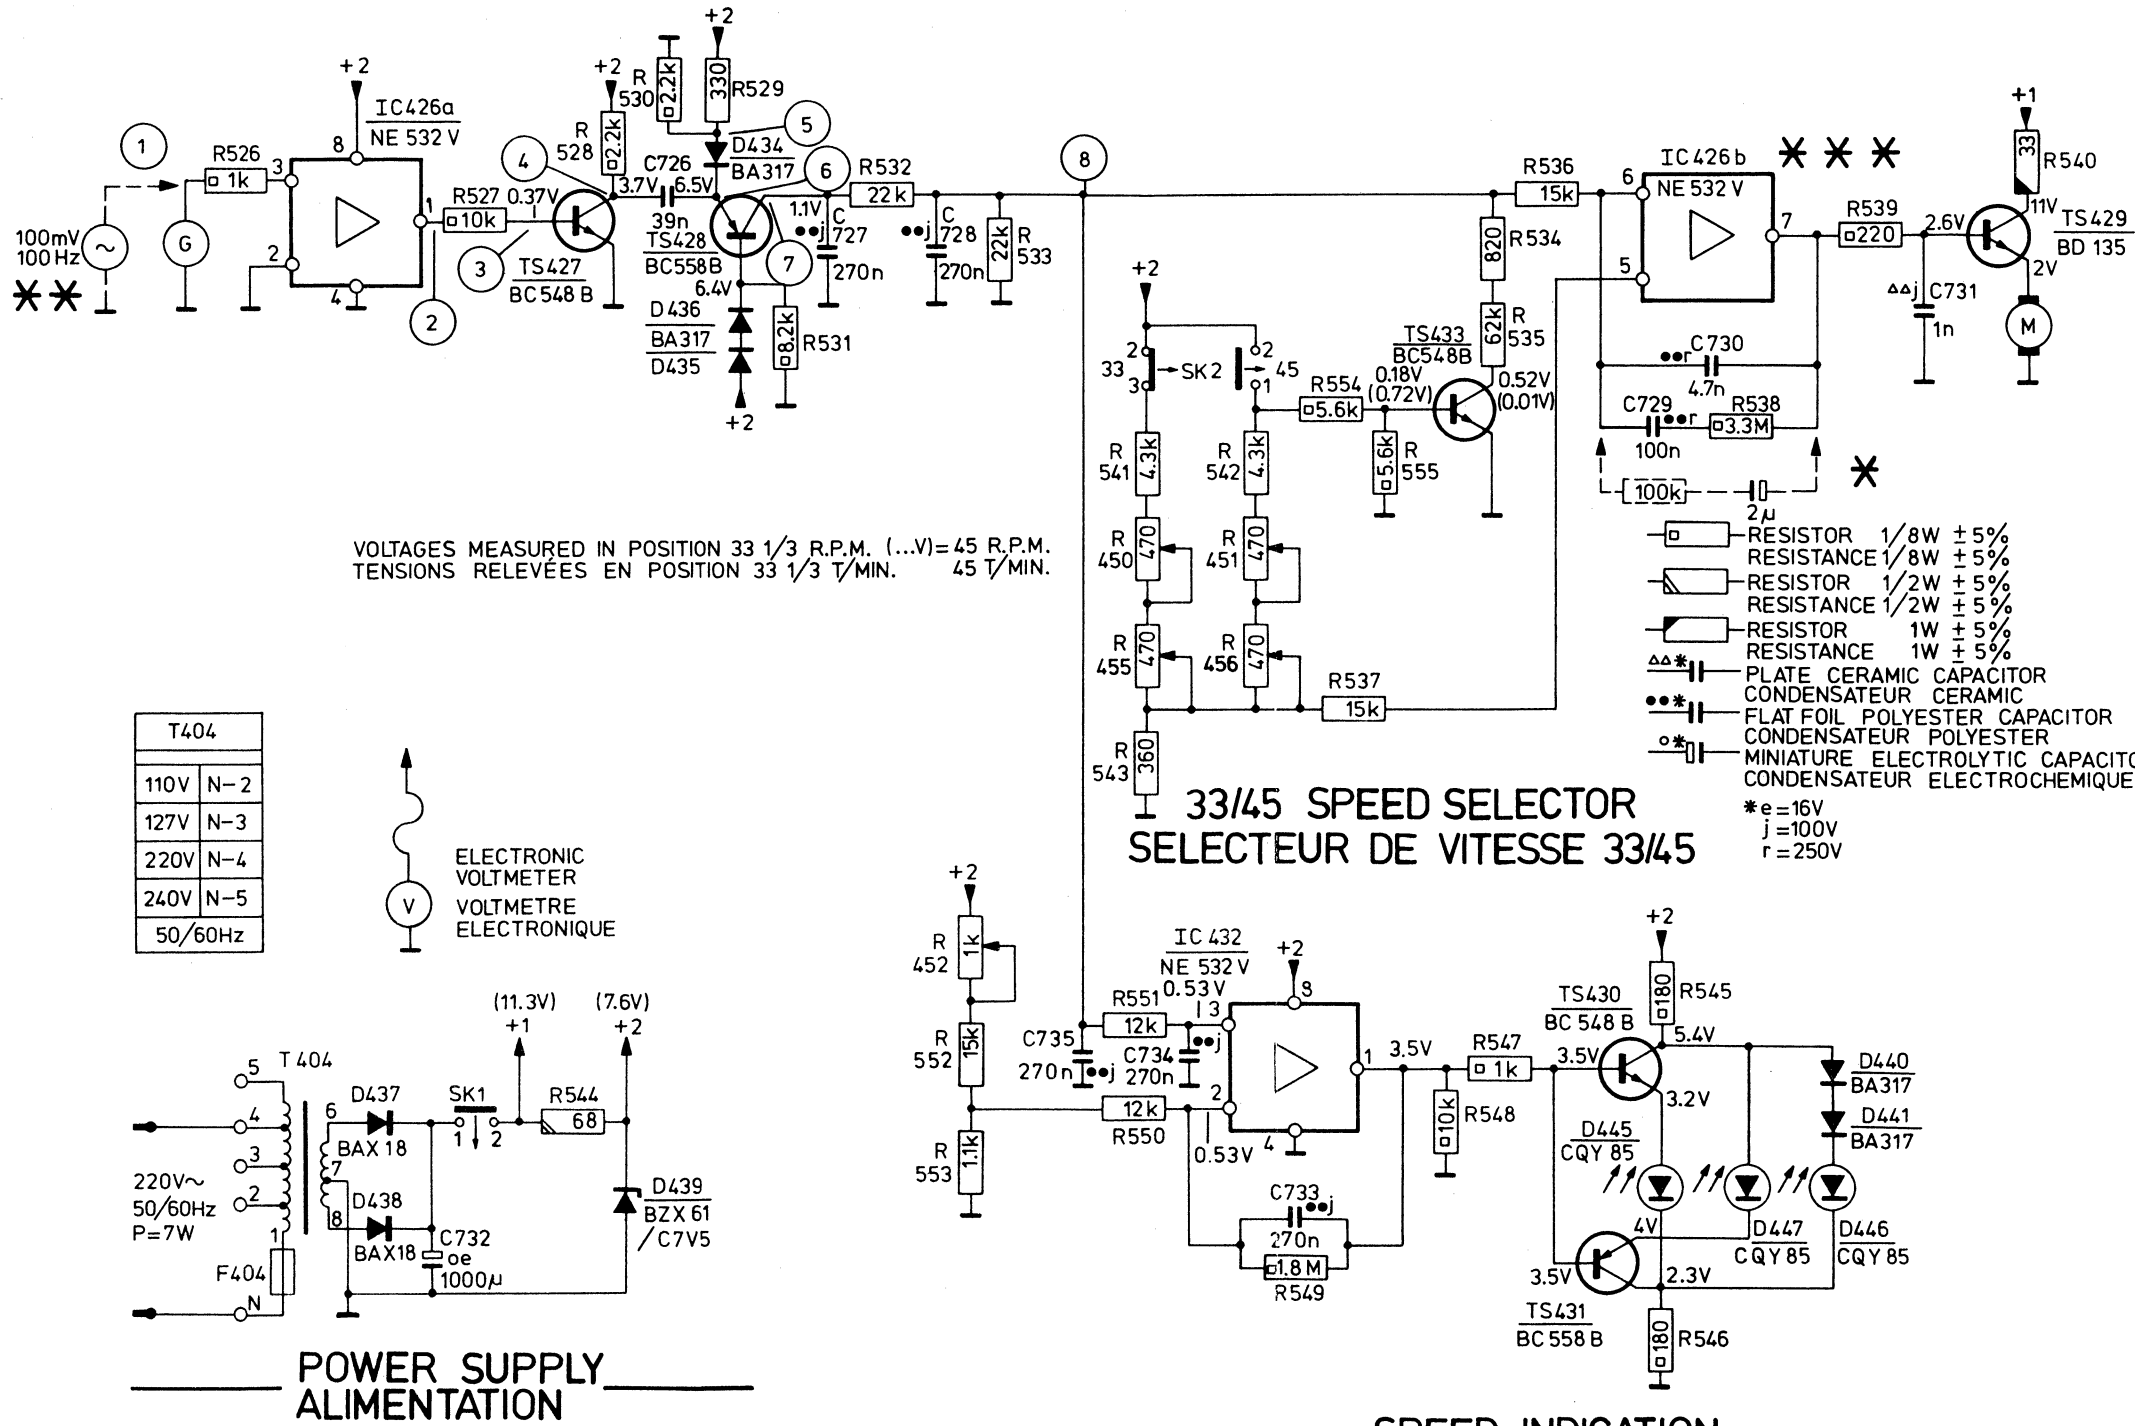 +2
+2
+2
IC426a
NE 532 V
8
R526
1k
3
2
4
1
1
100mV
100 Hz
~
G
**
R527
10k
0.37V
2
3
4
R
528
2.2k
3.7V
C726
6.5V
39n
TS427
BC 548 B
R
530
2.2k
330
R529
5
D434
BA317
6
TS428
BC558B
7
6.4V
D436
BA317
D435
+2
8.2k
R531
1.1V
R532
22k
C
727
j
270n
C
728
j
270n
22k
R
533
8
+2
2
33
3
SK2
2
45
1
R
541
4.3k
R
542
4.3k
R
450
470
R
451
470
R
455
470
R
456
470
R
543
360
R537
15k
R554
5.6k
5.6k
R
555
0.18V
(0.72V)
TS433
BC548B
0.52V
(0.01V)
820
R534
62k
R
535
R536
15k
IC426b
NE 532 V
***
6
5
7
R539
220
2.6V
j C731
1n
+1
33
R540
11V
TS429
BD 135
2V
M
r C730
4.7n
C729 r
100n
R538
3.3M
100k
2µ
*
VOLTAGES MEASURED IN POSITION 33 1/3 R.P.M. (...V)= 45 R.P.M.
TENSIONS RELEVÉES EN POSITION 33 1/3 T/MIN. 45 T/MIN.
RESISTOR 1/8W ± 5%
RESISTANCE 1/8W ± 5%
RESISTOR 1/2W ± 5%
RESISTANCE 1/2W ± 5%
RESISTOR 1W ± 5%
RESISTANCE 1W ± 5%
* PLATE CERAMIC CAPACITOR
CONDENSATEUR CERAMIC
* FLAT FOIL POLYESTER CAPACITOR
CONDENSATEUR POLYESTER
* MINIATURE ELECTROLYTIC CAPACITO
CONDENSATEUR ELECTROCHEMIQUE
* e = 16V
j = 100V
r = 250V
33/45 SPEED SELECTOR
SELECTEUR DE VITESSE 33/45
T404
110V N-2
127V N-3
220V N-4
240V N-5
50/60Hz
V
ELECTRONIC
VOLTMETER
VOLTMETRE
ELECTRONIQUE
(11.3V)
+1
(7.6V)
+2
T404
5
4
3
2
1
N
220V~
50/60Hz
P=7W
F404
6
7
8
D437
BAX 18
D438
BAX18
SK1
1 2
R544
68
C732
oe
1000µ
D439
BZX 61
/C7V5
POWER SUPPLY
ALIMENTATION
+2
R
452
1k
R
552
15k
R
553
1.1k
R551
12k
C735
270n j
C734
270n
j
12k
R550
IC 432
NE 532 V
0.53V
3
2
0.53V
+2
8
4
1
3.5V
C733 j
270n
1.8M
R549
R547
1k
10k
R548
+2
180
R545
TS430
BC 548 B
3.5V
5.4V
3.2V
D440
BA317
D441
BA317
D445
CQY 85
D447
CQY 85
D446
CQY 85
4V
3.5V
2.3V
TS431
BC 558 B
180
R546
SPEED INDICATION